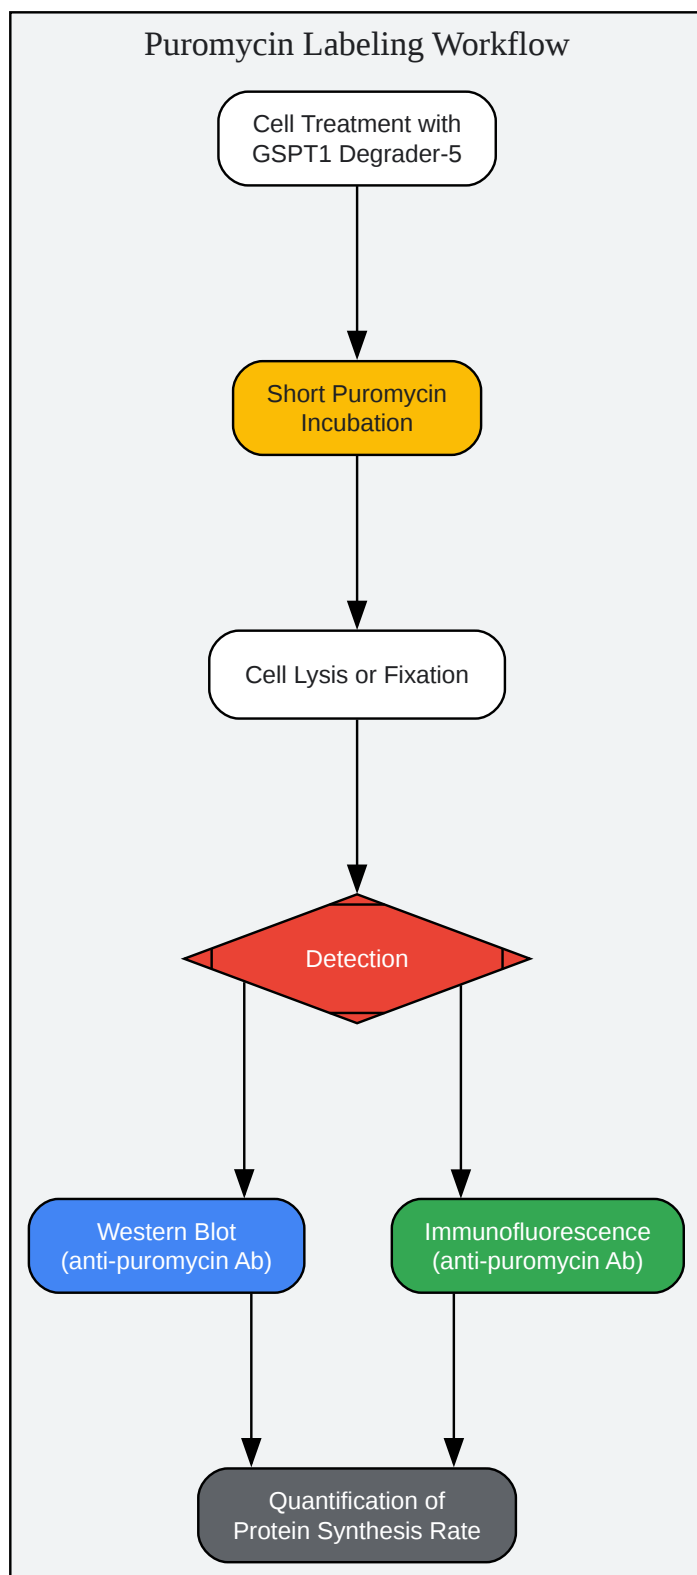 Puromycin Labeling Workflow
Cell Treatment with
GSPT1 Degrader-5
Short Puromycin
Incubation
Cell Lysis or Fixation
Detection
Western Blot
(anti-puromycin Ab)
Immunofluorescence
(anti-puromycin Ab)
Quantification of
Protein Synthesis Rate